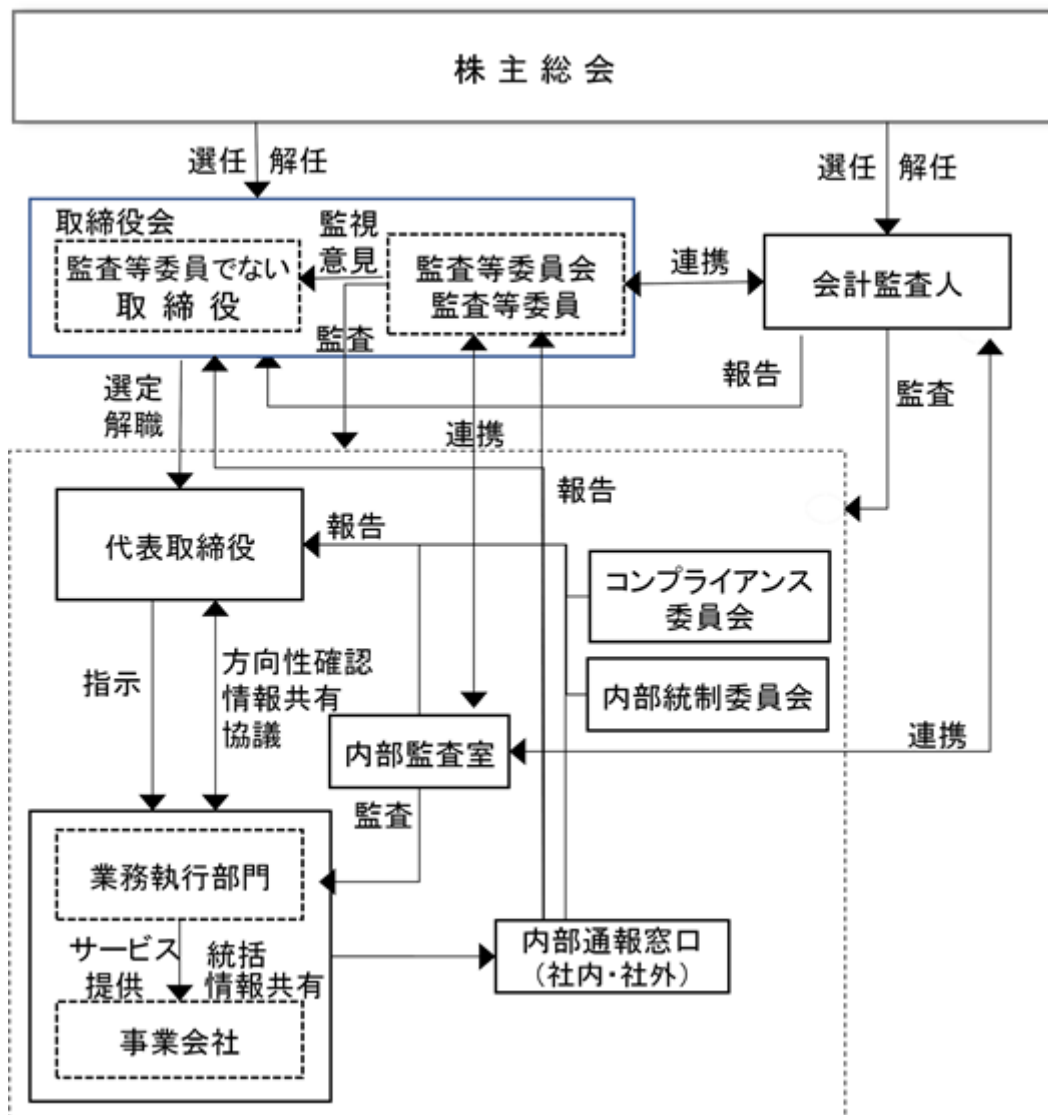 株主総会
選任 解任
選任 解任
取締役会
監査等委員でない
取締役
監視
意見
監査等委員会
監査等委員
連携
会計監査人
監査
選定
解職
連携
報告
監査
報告
代表取締役
報告
コンプライアンス
委員会
指示
方向性確認
情報共有
協議
内部統制委員会
内部監査室
連携
監査
業務執行部門
サービス
提供
統括
情報共有
事業会社
内部通報窓口
(社内・社外)